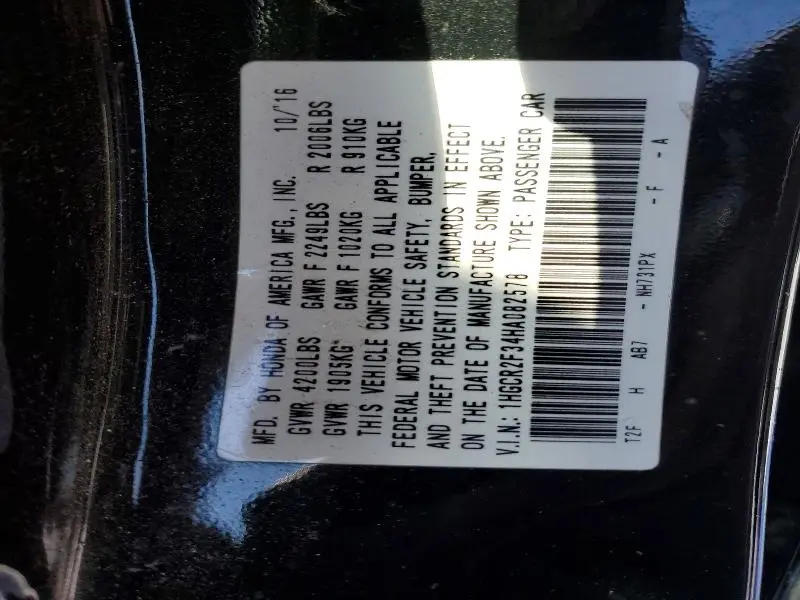 MFD. BY HONDA OF AMERICA MFG., INC. 10/'16
GVWR 4200LBS GAWR F 2249LBS R 2006LBS
GVWR 1905KG GAWR F 1020KG R 910KG
THIS VEHICLE CONFORMS TO ALL APPLICABLE
FEDERAL MOTOR VEHICLE SAFETY, BUMPER,
AND THEFT PREVENTION STANDARDS IN EFFECT
ON THE DATE OF MANUFACTURE SHOWN ABOVE.
V.I.N.: 1HGCR2F34HA082578 TYPE: PASSENGER CAR
T2F H AB7 - NH731PX - F - A